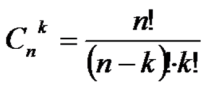 C_n^k = n! / ((n − k)!·k!)